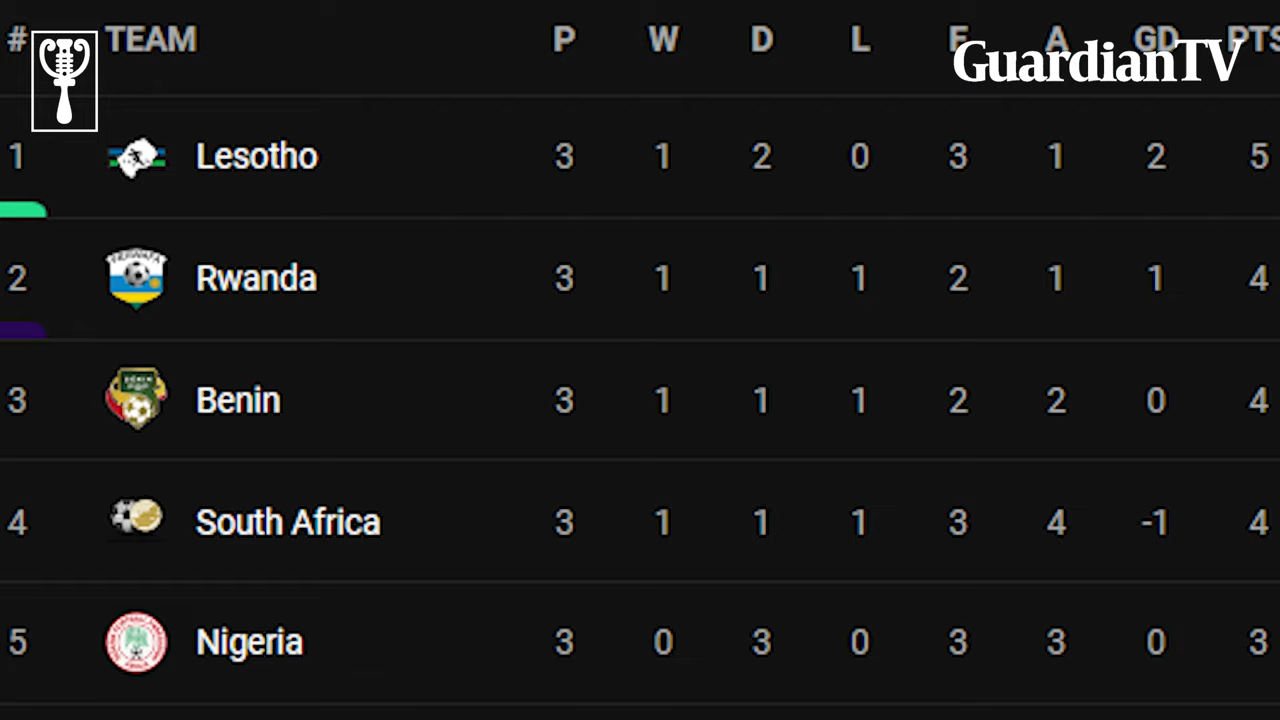 # TEAM P W D L F A GD PTS
GuardianTV
1 Lesotho 3 1 2 0 3 1 2 5
2 Rwanda 3 1 1 1 2 1 1 4
3 Benin 3 1 1 1 2 2 0 4
4 South Africa 3 1 1 1 3 4 -1 4
5 Nigeria 3 0 3 0 3 3 0 3